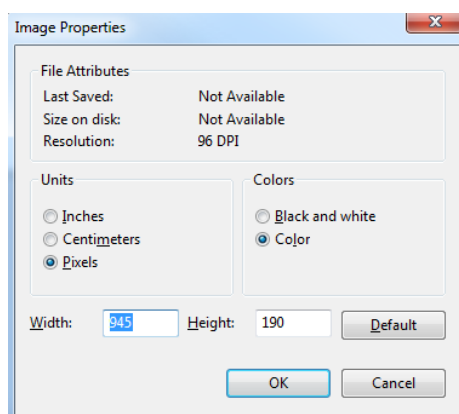 Image Properties
File Attributes
Last Saved: Not Available
Size on disk: Not Available
Resolution: 96 DPI
Units
Inches
Centimeters
Pixels
Colors
Black and white
Color
Width: 945 Height: 190 Default
OK Cancel